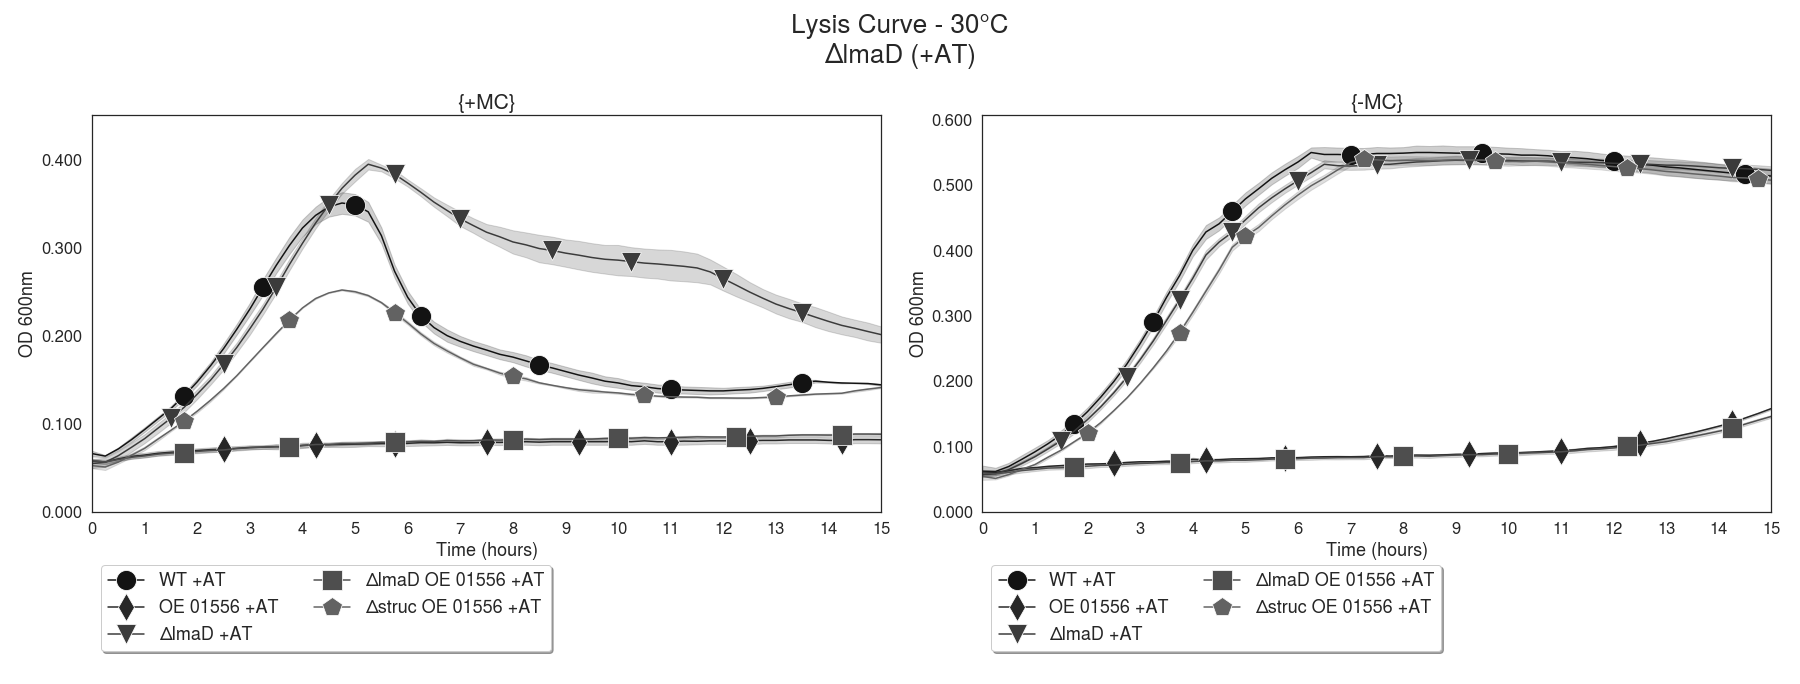 Lysis Curve - 30°C
ΔlmaD (+AT)
{+MC}
OD 600nm
0.400
0.300
0.200
0.100
0.000
0 1 2 3 4 5 6 7 8 9 10 11 12 13 14 15
Time (hours)
WT +AT
OE 01556 +AT
ΔlmaD +AT
ΔlmaD OE 01556 +AT
Δstruc OE 01556 +AT
{-MC}
OD 600nm
0.600
0.500
0.400
0.300
0.200
0.100
0.000
0 1 2 3 4 5 6 7 8 9 10 11 12 13 14 15
Time (hours)
WT +AT
OE 01556 +AT
ΔlmaD +AT
ΔlmaD OE 01556 +AT
Δstruc OE 01556 +AT